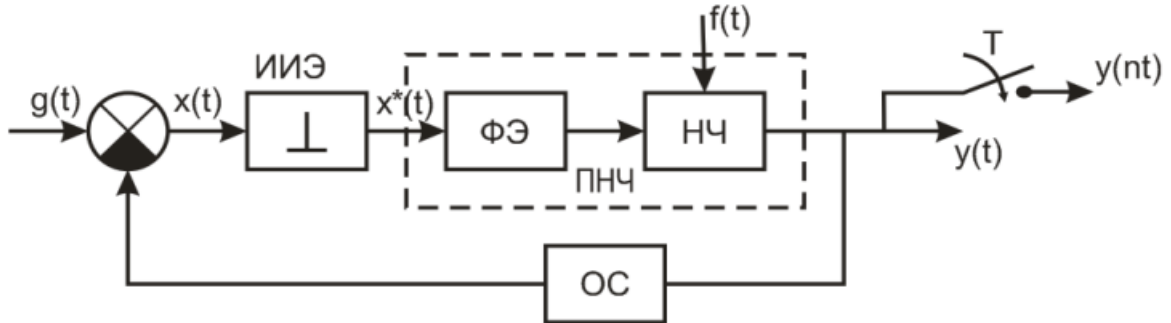 f(t)
T
y(nt)
ИИЭ
g(t)
x(t)
x*(t)
ФЭ
НЧ
y(t)
ПНЧ
ОС